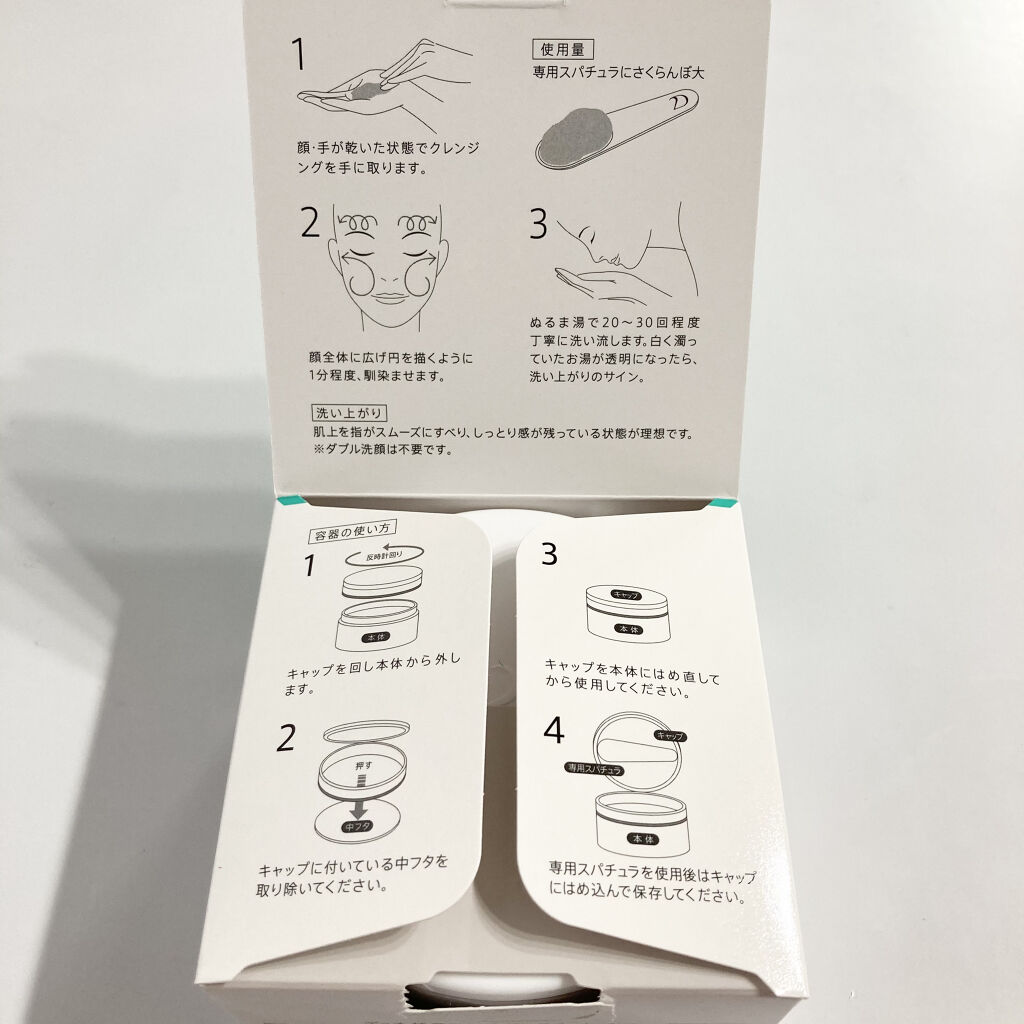 1
顔・手が乾いた状態でクレンジ
ングを手に取ります。
使用量
専用スパチュラにさくらんぼ大
2
顔全体に広げ円を描くように
1分程度、馴染ませます。
3
ぬるま湯で20〜30回程度
丁寧に洗い流します。白く濁っ
ていたお湯が透明になったら、
洗い上がりのサイン。
洗い上がり
肌上を指がスムーズにすべり、しっとり感が残っている状態が理想です。
※ダブル洗顔は不要です。
容器の使い方
1
反時計回り
本体
キャップを回し本体から外し
ます。
2
押す
中フタ
キャップに付いている中フタを
取り除いてください。
3
キャップ
本体
キャップを本体にはめ直して
から使用してください。
4
キャップ
専用スパチュラ
本体
専用スパチュラを使用後はキャップ
にはめ込んで保存してください。